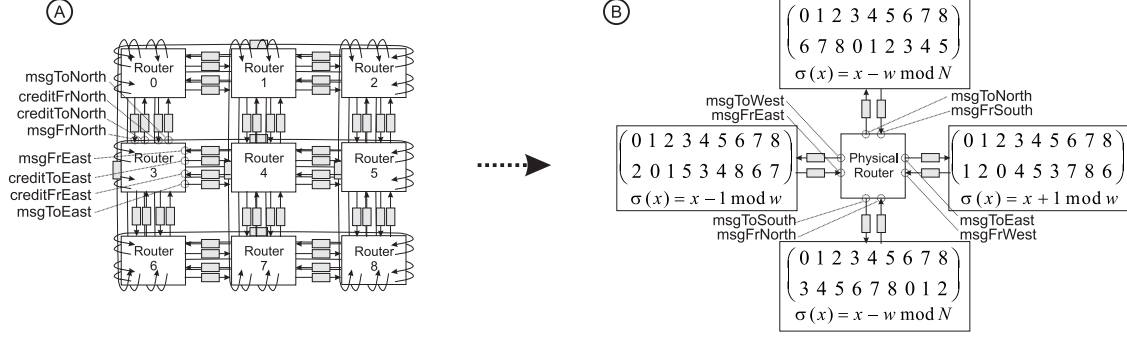 A
Router
0
Router
1
Router
2
msgToNorth
creditFrNorth
creditToNorth
msgFrNorth
msgFrEast
creditToEast
creditFrEast
msgToEast
Router
3
Router
4
Router
5
Router
6
Router
7
Router
8
B
0 1 2 3 4 5 6 7 8
6 7 8 0 1 2 3 4 5
σ(x) = x − w mod N
msgToWest
msgFrEast
msgToNorth
msgFrSouth
0 1 2 3 4 5 6 7 8
2 0 1 5 3 4 8 6 7
σ(x) = x − 1 mod w
Physical
Router
0 1 2 3 4 5 6 7 8
1 2 0 4 5 3 7 8 6
σ(x) = x + 1 mod w
msgToSouth
msgFrNorth
msgToEast
msgFrWest
0 1 2 3 4 5 6 7 8
3 4 5 6 7 8 0 1 2
σ(x) = x − w mod N